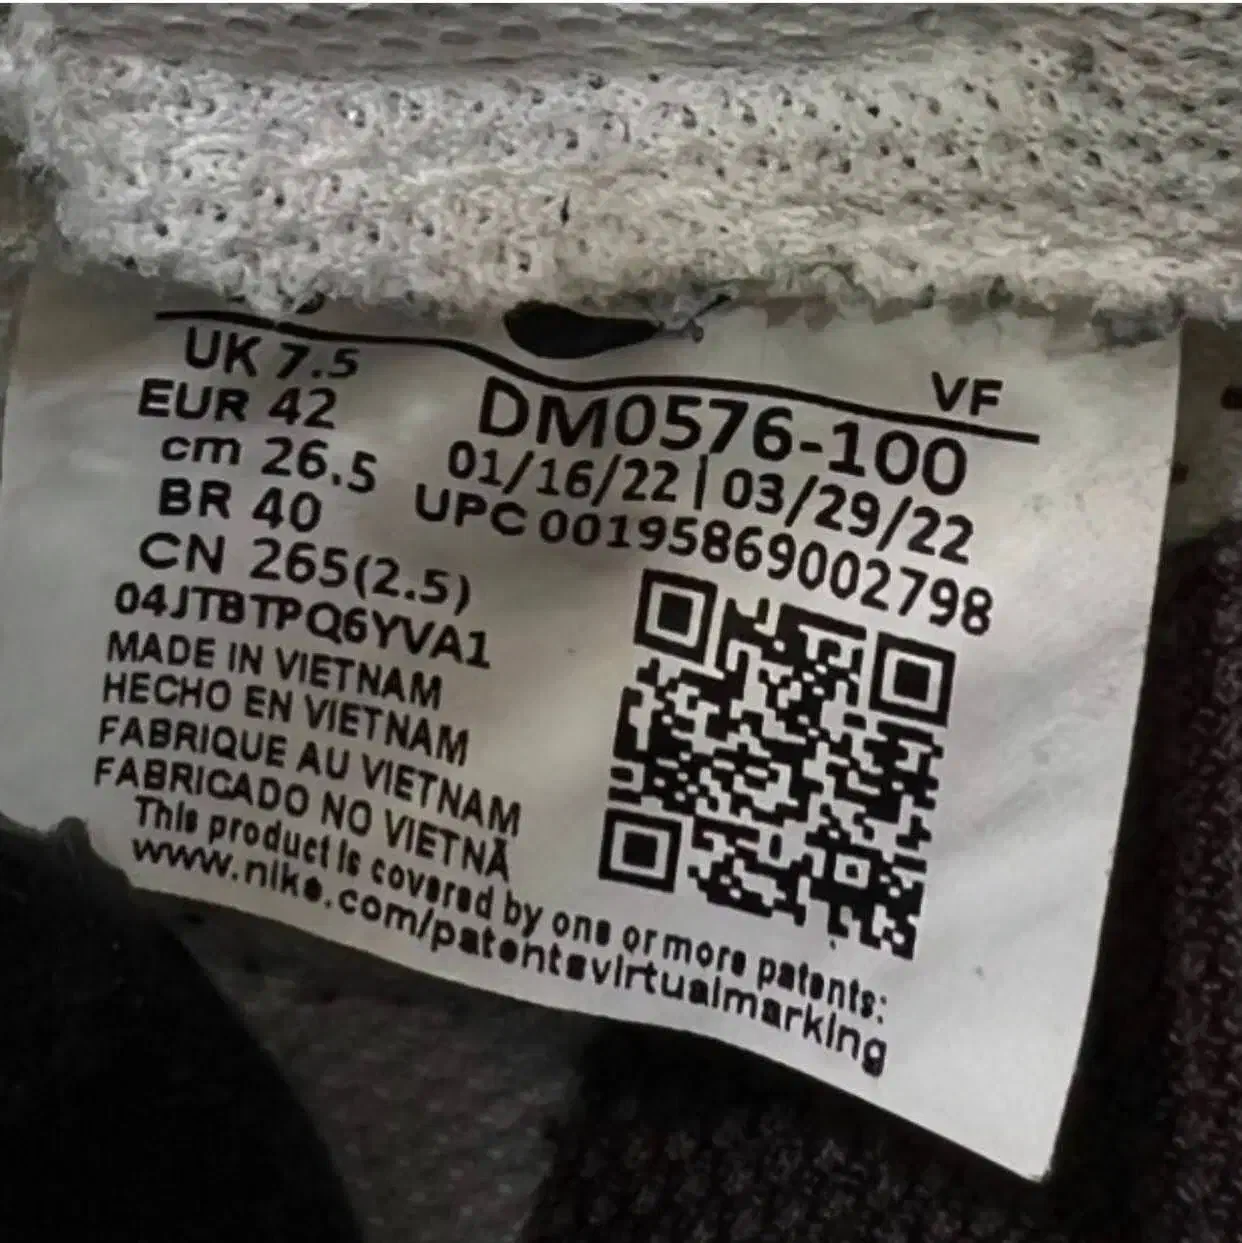 UK 7.5
EUR 42
cm 26.5
BR 40
CN 265(2.5)
04JTBTPQ6YVA1
MADE IN VIETNAM
HECHO EN VIETNAM
FABRIQUE AU VIETNAM
FABRICADO NO VIETNÃ
VF
DM0576-100
01/16/22 | 03/29/22
UPC 00195869002798
This product is covered by one or more patents:
www.nike.com/patentsvirtualmarking